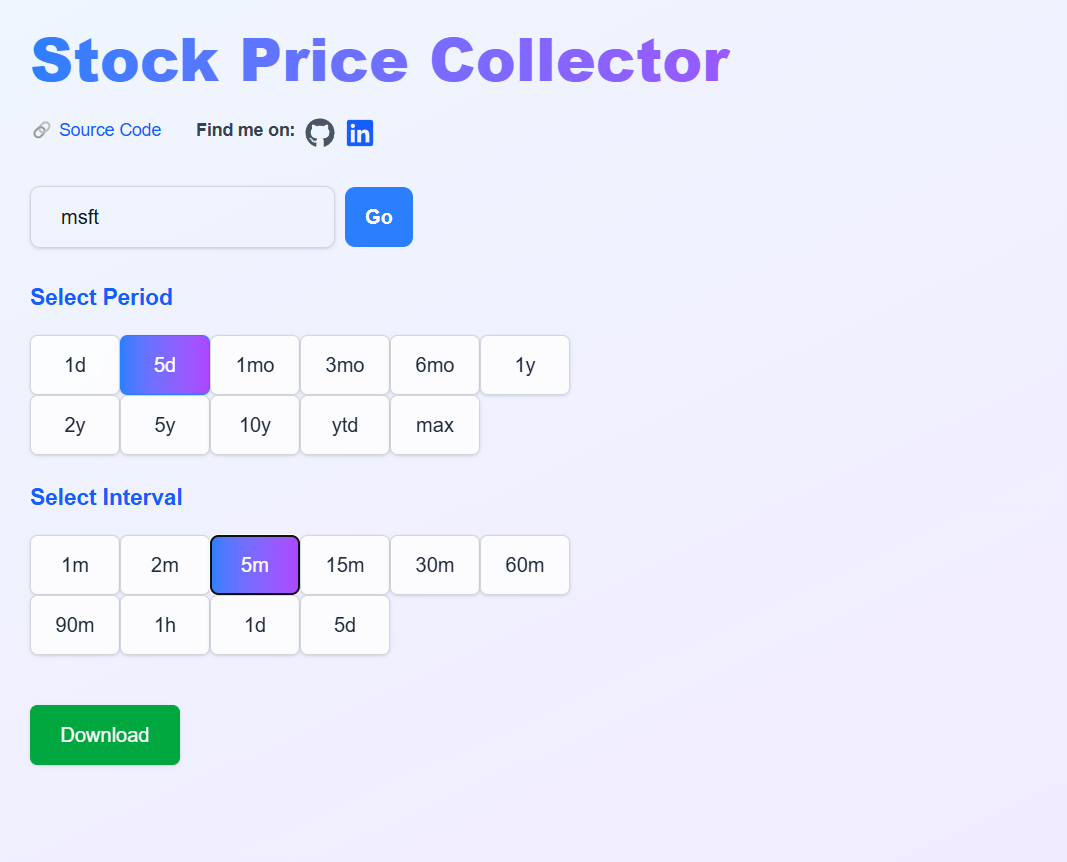 Stock Price Collector
Source Code Find me on: in
msft Go
Select Period
1d 5d 1mo 3mo 6mo 1y
2y 5y 10y ytd max
Select Interval
1m 2m 5m 15m 30m 60m
90m 1h 1d 5d
Download